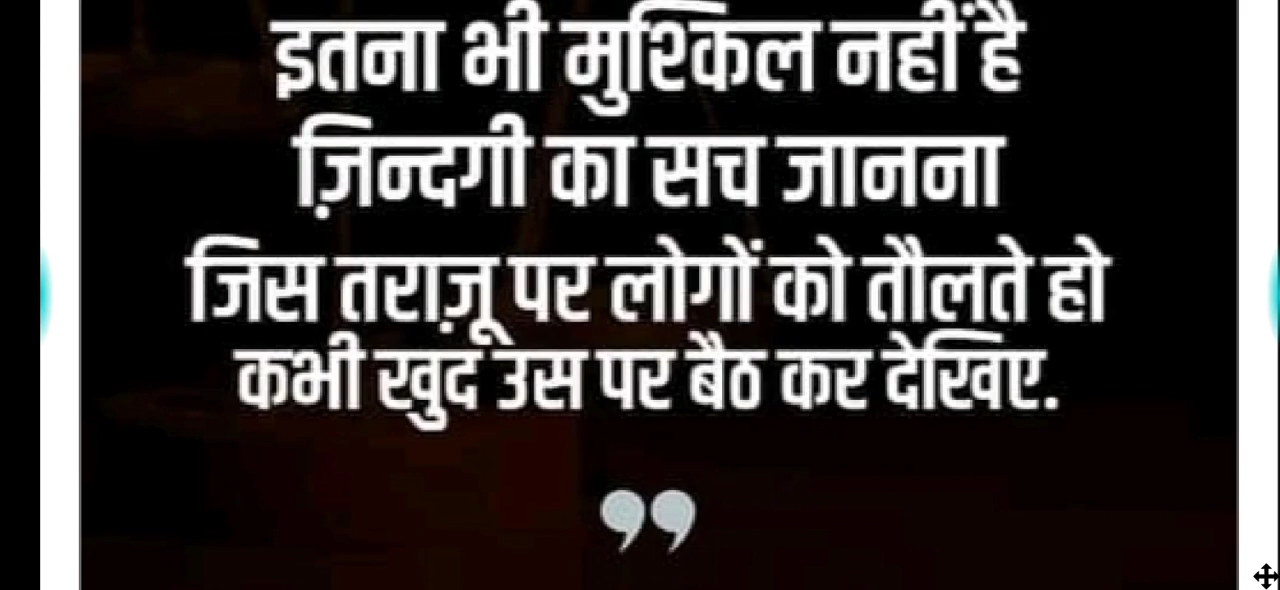 इतना भी मुश्किल नहीं है
ज़िन्दगी का सच जानना
जिस तराज़ू पर लोगों को तौलते हो
कभी खुद उस पर बैठ कर देखिए.
”